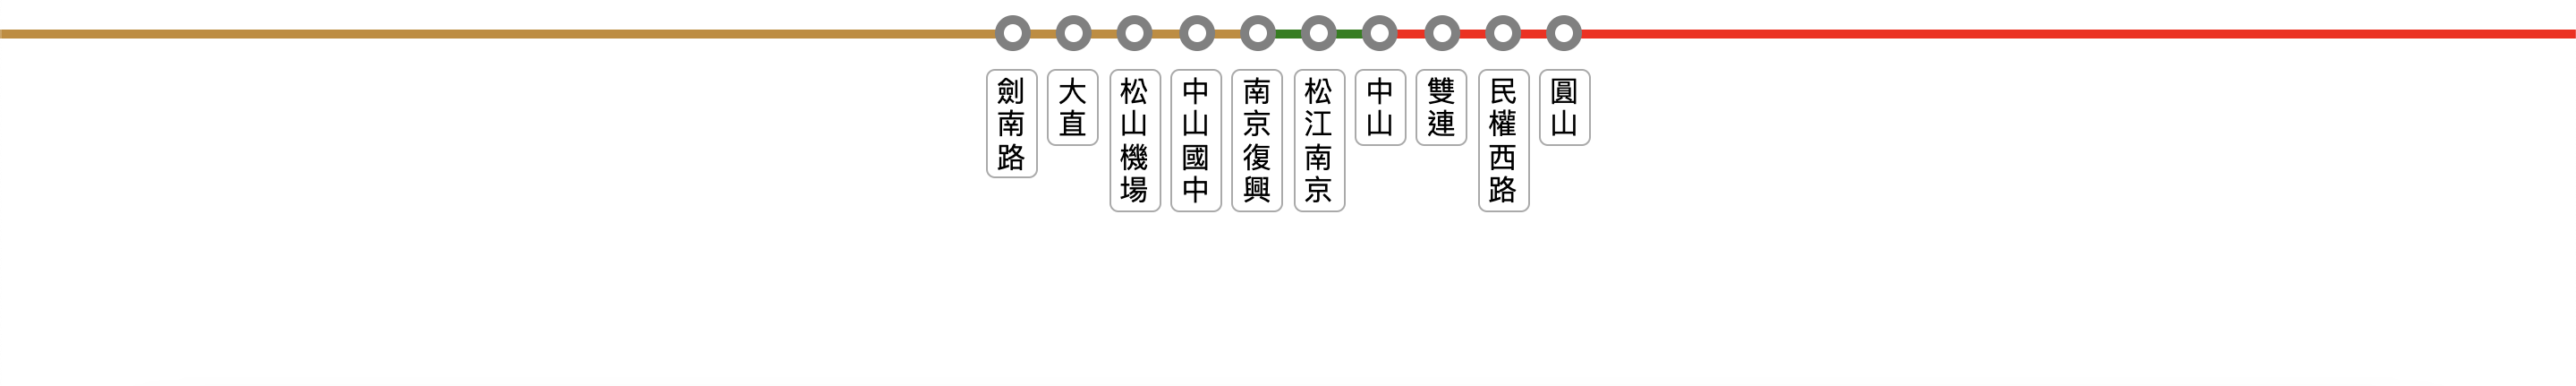 劍南路
大直
松山機場
中山國中
南京復興
松江南京
中山
雙連
民權西路
圓山